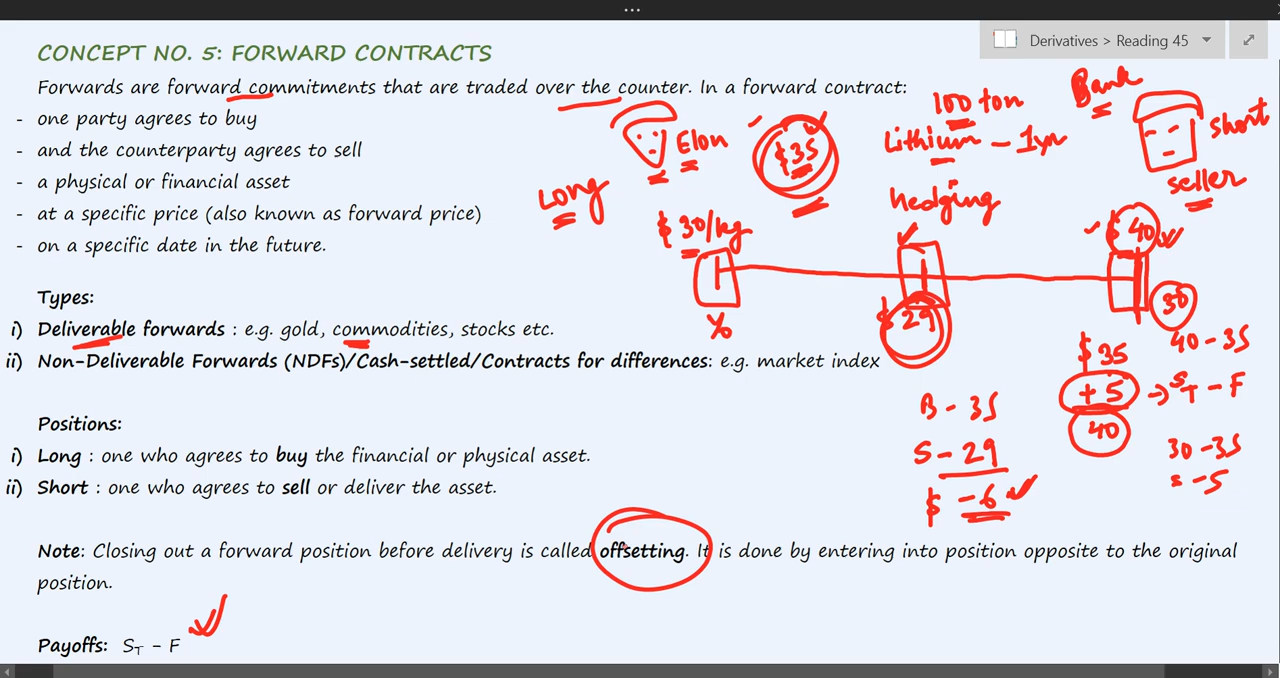 Derivatives > Reading 45
CONCEPT NO. 5: FORWARD CONTRACTS
Forwards are forward commitments that are traded over the counter. In a forward contract:
- one party agrees to buy
- and the counterparty agrees to sell
- a physical or financial asset
- at a specific price (also known as forward price)
- on a specific date in the future.
Bank
100 ton
Lithium - 1yr
Short
seller
Elon
$35
Long
hedging
$30/kg
$40
$29
30
Types:
i) Deliverable forwards : e.g. gold, commodities, stocks etc.
ii) Non-Deliverable Forwards (NDFs)/Cash-settled/Contracts for differences: e.g. market index
40-35
$35
+5 → ST - F
40
30-35
= -5
B - 35
S - 29
$ -6
Positions:
i) Long : one who agrees to buy the financial or physical asset.
ii) Short : one who agrees to sell or deliver the asset.
Note: Closing out a forward position before delivery is called offsetting. It is done by entering into position opposite to the original
position.
Payoffs: ST - F